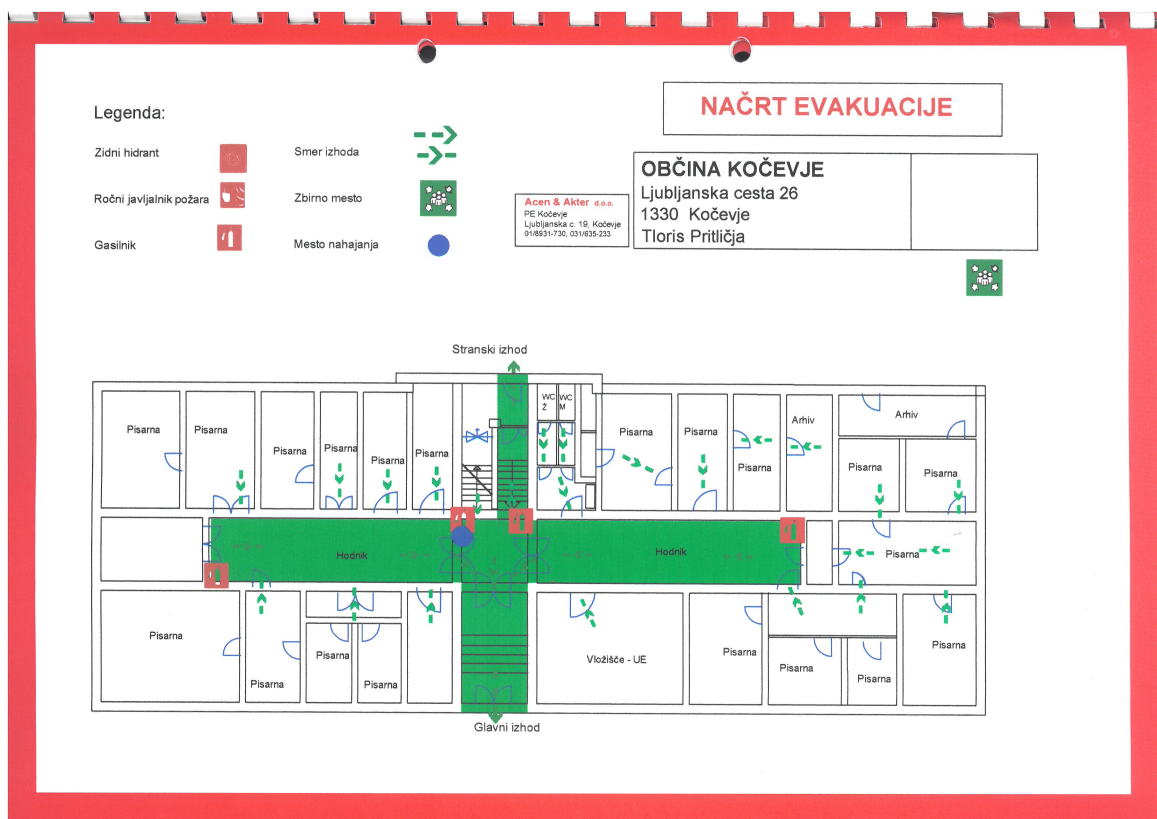 NAČRT EVAKUACIJE
Legenda:
Zidni hidrant
Ročni javljalnik požara
Gasilnik
Smer izhoda
Zbirno mesto
Mesto nahajanja
Acen & Akter d.o.o.
PE Kočevje
Ljubljanska c. 19, Kočevje
01/8931-730, 031/635-233
OBČINA KOČEVJE
Ljubljanska cesta 26
1330 Kočevje
Tloris Pritličja
Stranski izhod
Pisarna
Pisarna
Pisarna
Pisarna
Pisarna
Pisarna
WC
Ž
WC
M
Pisarna
Pisarna
Pisarna
Arhiv
Arhiv
Pisarna
Pisarna
Hodnik
Hodnik
Pisarna
Pisarna
Pisarna
Pisarna
Pisarna
Vložišče - UE
Pisarna
Pisarna
Pisarna
Pisarna
Glavni izhod